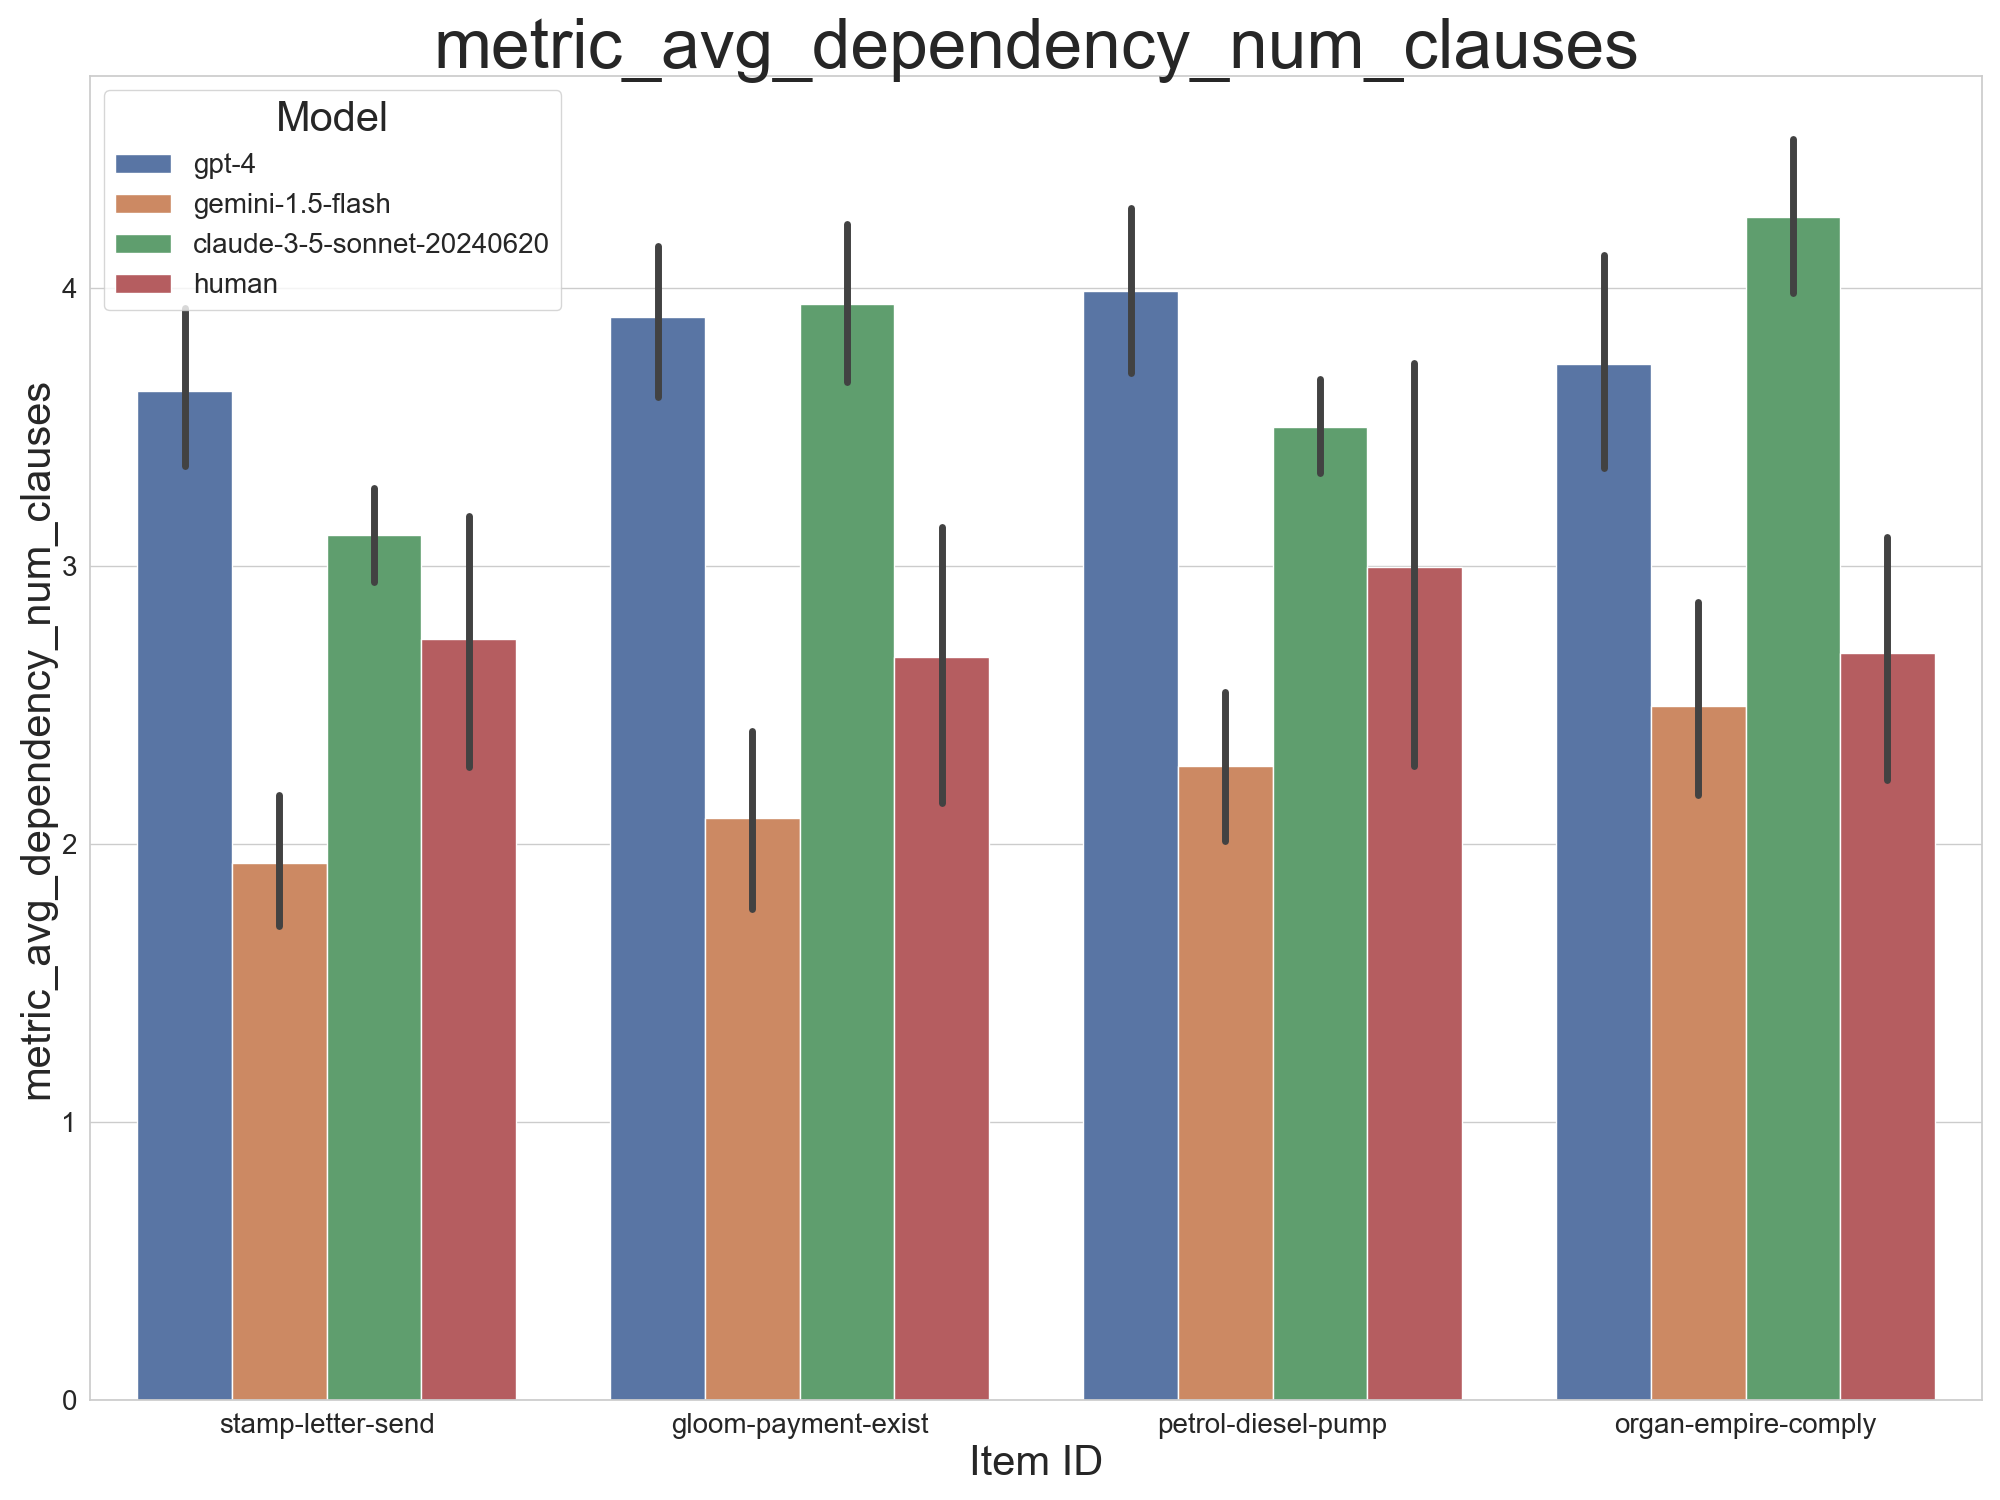 metric_avg_dependency_num_clauses
Model
gpt-4
gemini-1.5-flash
claude-3-5-sonnet-20240620
human
metric_avg_dependency_num_clauses
4
3
2
1
0
stamp-letter-send
gloom-payment-exist
petrol-diesel-pump
organ-empire-comply
Item ID